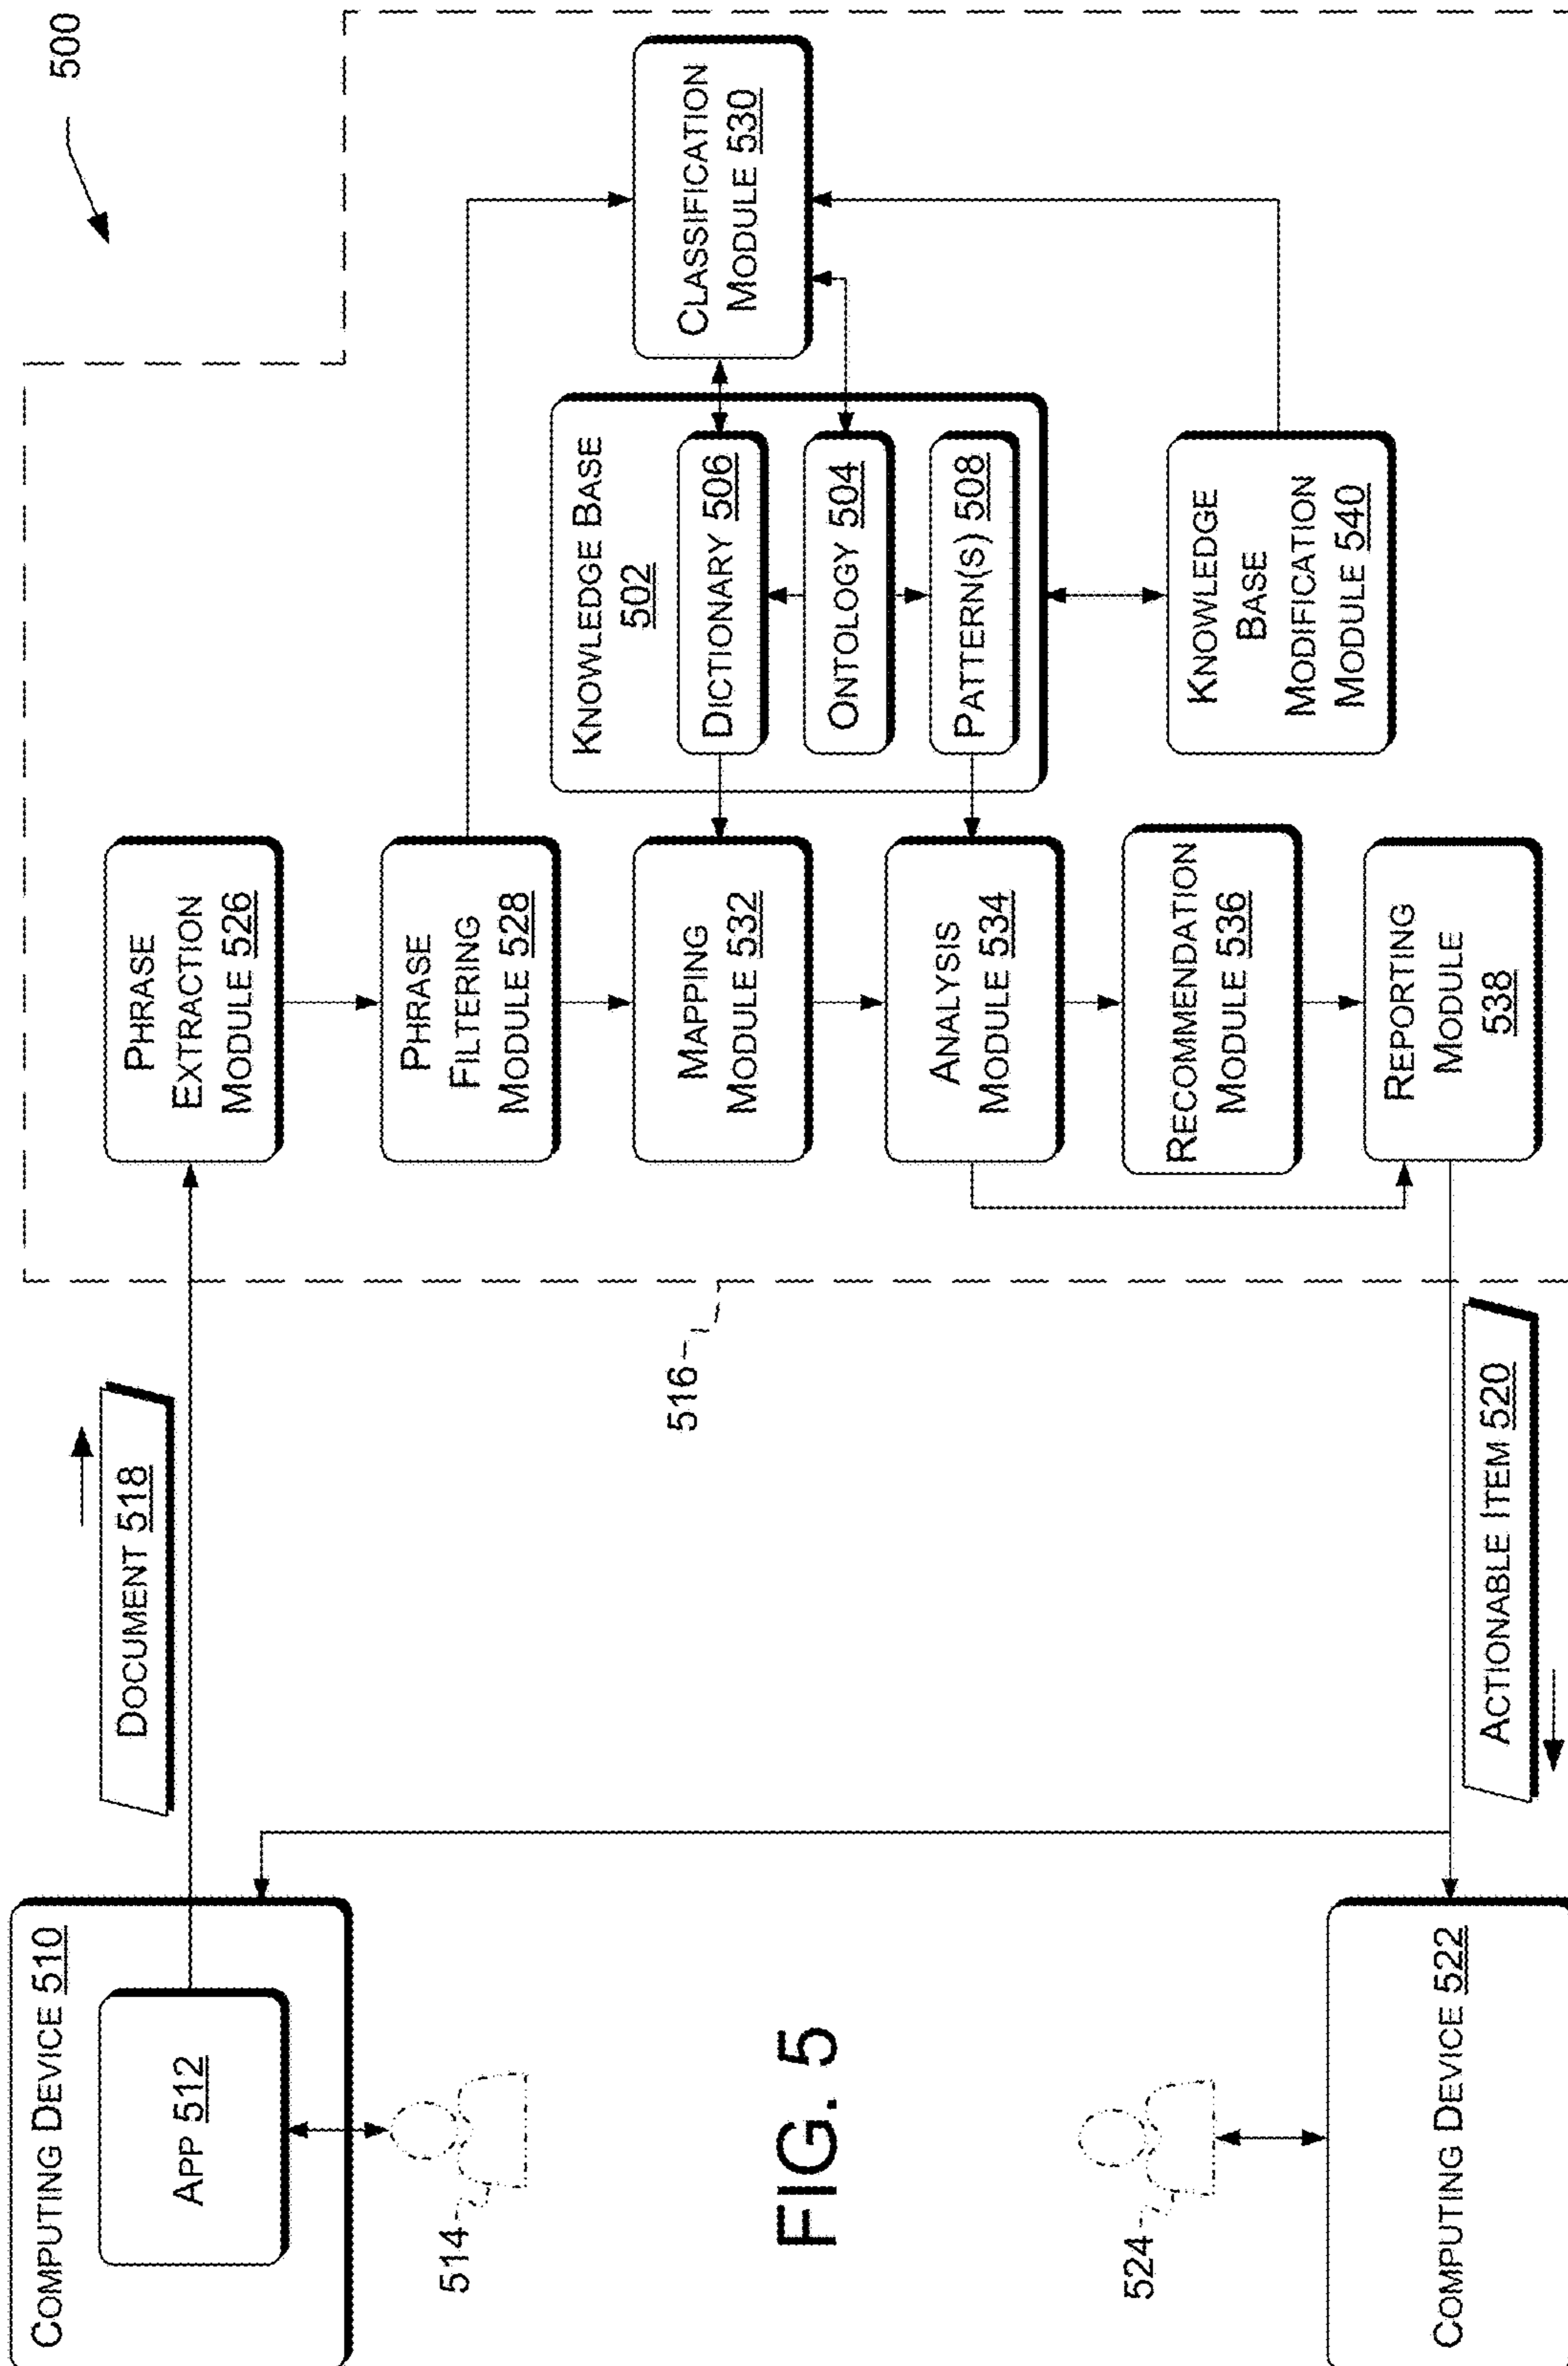 500
COMPUTING DEVICE 510
APP 512
514
DOCUMENT 518
516
PHRASE
EXTRACTION
MODULE 526
PHRASE
FILTERING
MODULE 528
MAPPING
MODULE 532
ANALYSIS
MODULE 534
RECOMMENDATION
MODULE 536
REPORTING
MODULE
538
KNOWLEDGE BASE
502
DICTIONARY 506
ONTOLOGY 504
PATTERN(S) 508
CLASSIFICATION
MODULE 530
KNOWLEDGE
BASE
MODIFICATION
MODULE 540
ACTIONABLE ITEM 520
524
COMPUTING DEVICE 522
FIG. 5